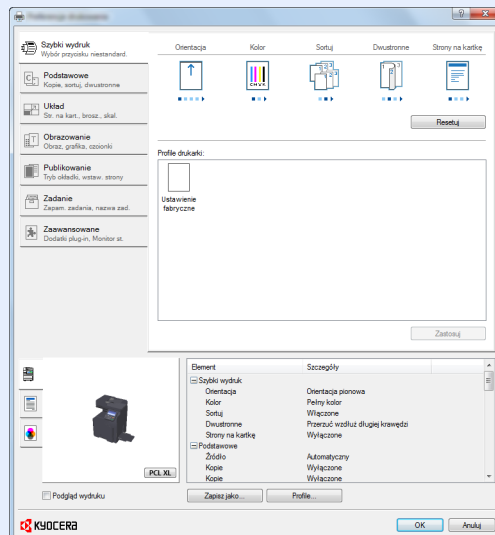 Szybki wydruk
Wybór przycisku niestandard.
Podstawowe
Kopie, sortuj, dwustronne
Układ
Str. na kart., brosz., skal.
Obrazowanie
Obraz, grafika, czcionki
Publikowanie
Tryb okładki, wstaw. strony
Zadanie
Zapam. zadania, nazwa zad.
Zaawansowane
Dodatki plug-in, Monitor st.
Orientacja Kolor Sortuj Dwustronne Strony na kartkę
CMYK
Resetuj
Profile drukarki:
Ustawienie
fabryczne
Zastosuj
Element Szczegóły
Szybki wydruk
Orientacja Orientacja pionowa
Kolor Pełny kolor
Sortuj Włączone
Dwustronne Przerzuć wzdłuż długiej krawędzi
Strony na kartkę Wyłączone
Podstawowe
Źródło Automatyczny
Kopie Wyłączone
Kopie Wyłączone
PCL XL
Podgląd wydruku
Zapisz jako... Profile...
KYOCERA
OK Anuluj